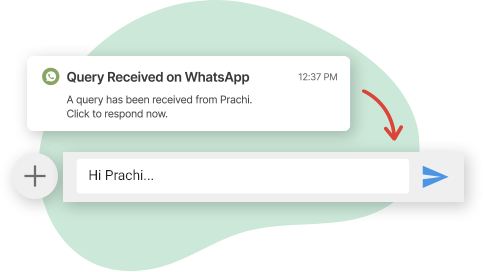 Query Received on WhatsApp 12:37 PM
A query has been received from Prachi.
Click to respond now.
Hi Prachi...